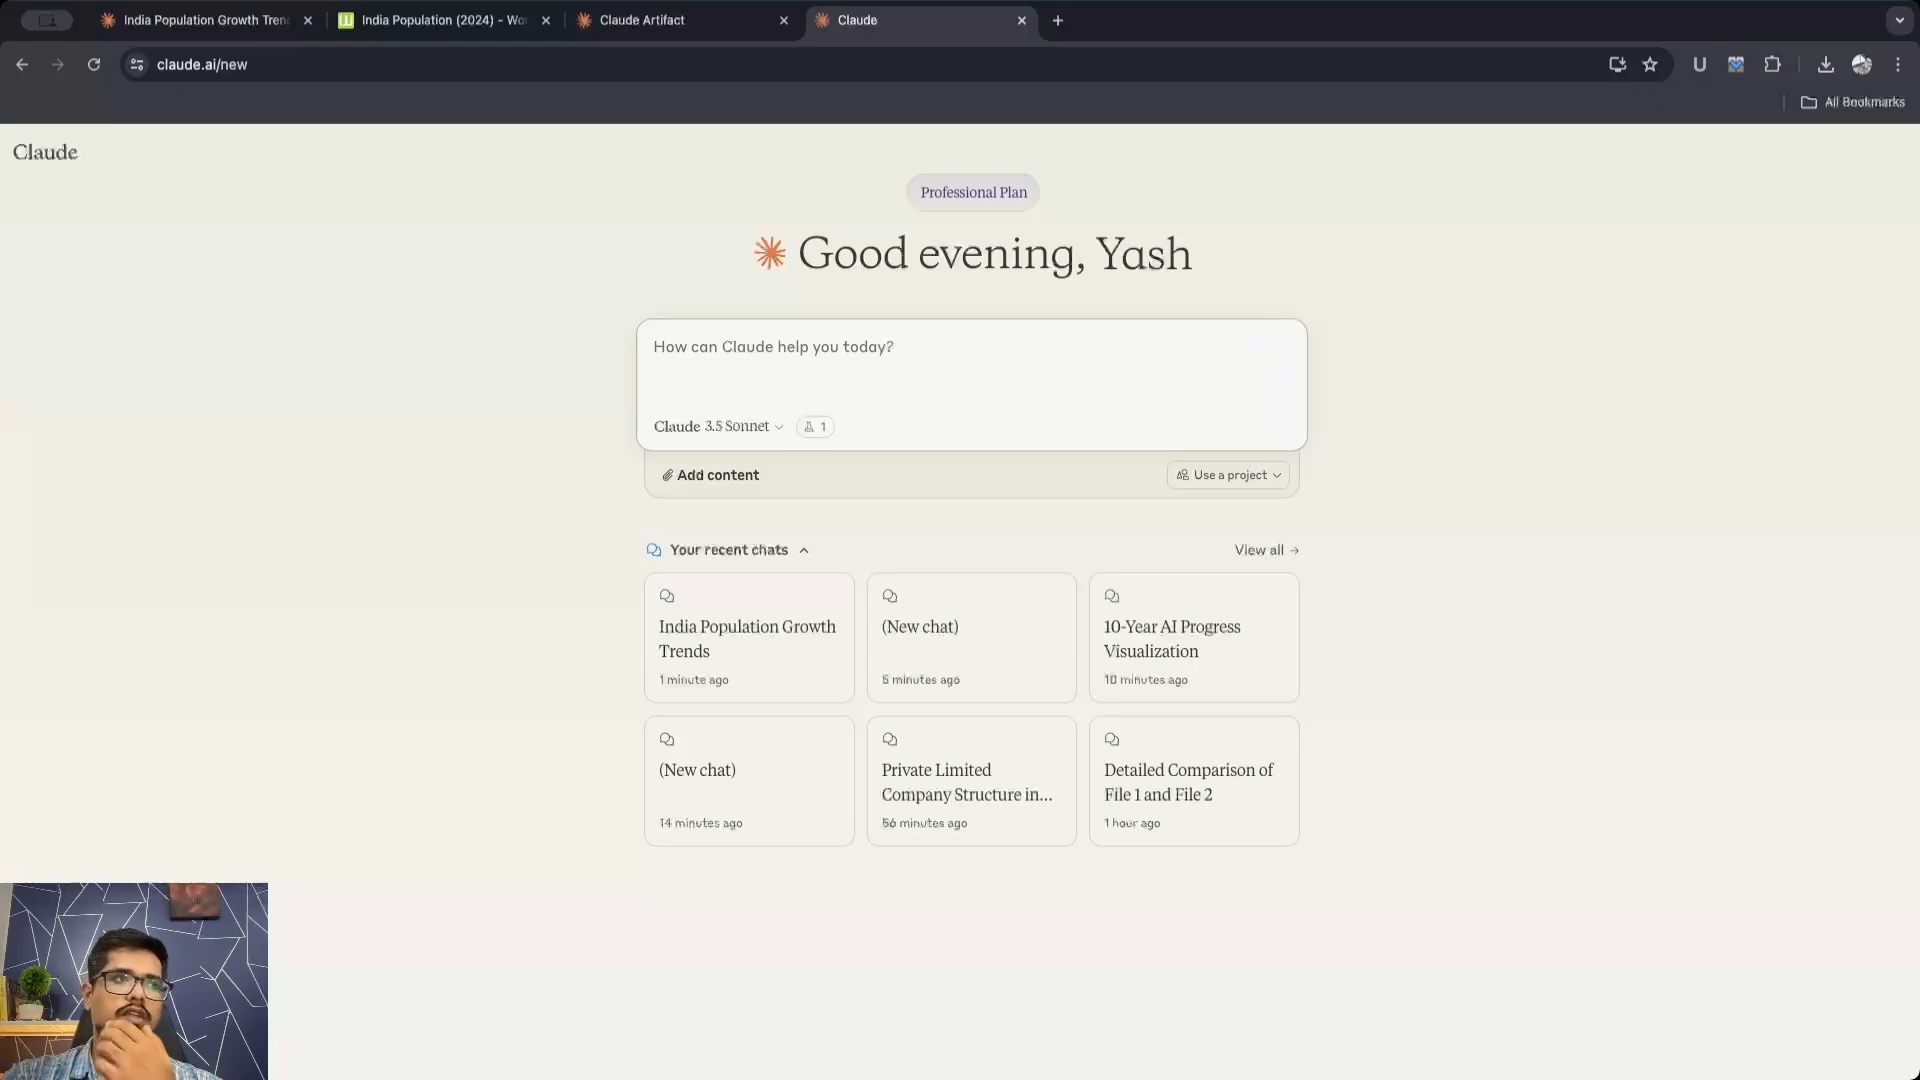 India Population Growth Tren
India Population (2024) - Wo
Claude Artifact
Claude
claude.ai/new
U
All Bookmarks
Claude
Professional Plan
Good evening, Yash
How can Claude help you today?
Claude 3.5 Sonnet
1
Add content
Use a project
Your recent chats
View all →
India Population Growth
Trends
1 minute ago
(New chat)
5 minutes ago
10-Year AI Progress
Visualization
10 minutes ago
(New chat)
14 minutes ago
Private Limited
Company Structure in...
56 minutes ago
Detailed Comparison of
File 1 and File 2
1 hour ago